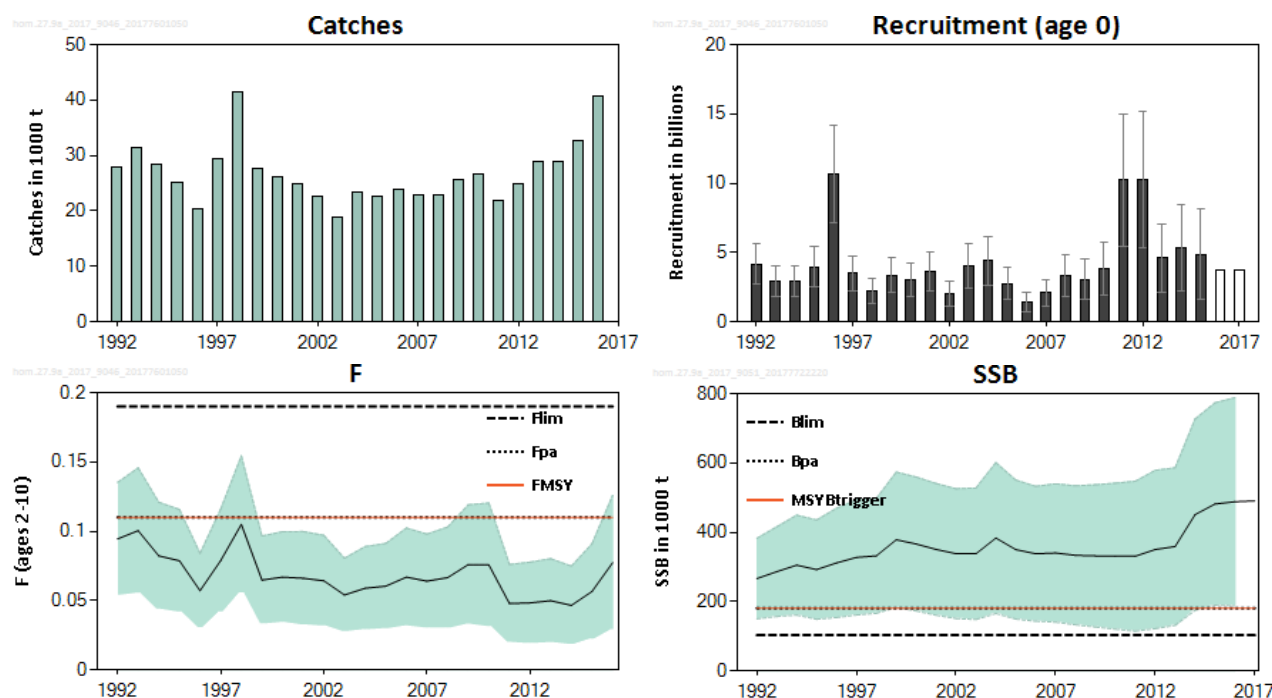 hom.27.9a_2017_9046_20177601050
Catches
50
40
30
20
10
0
Catches in 1000 t
1992 1997 2002 2007 2012 2017
hom.27.9a_2017_9046_20177601050
Recruitment (age 0)
20
15
10
5
0
Recruitment in billions
1992 1997 2002 2007 2012 2017
hom.27.9a_2017_9046_20177601050
F
0.2
0.15
0.1
0.05
0
F (ages 2-10)
Flim
Fpa
FMSY
1992 1997 2002 2007 2012
hom.27.9a_2017_9051_20177722220
SSB
800
600
400
200
0
SSB in 1000 t
Blim
Bpa
MSYBtrigger
1992 1997 2002 2007 2012 2017